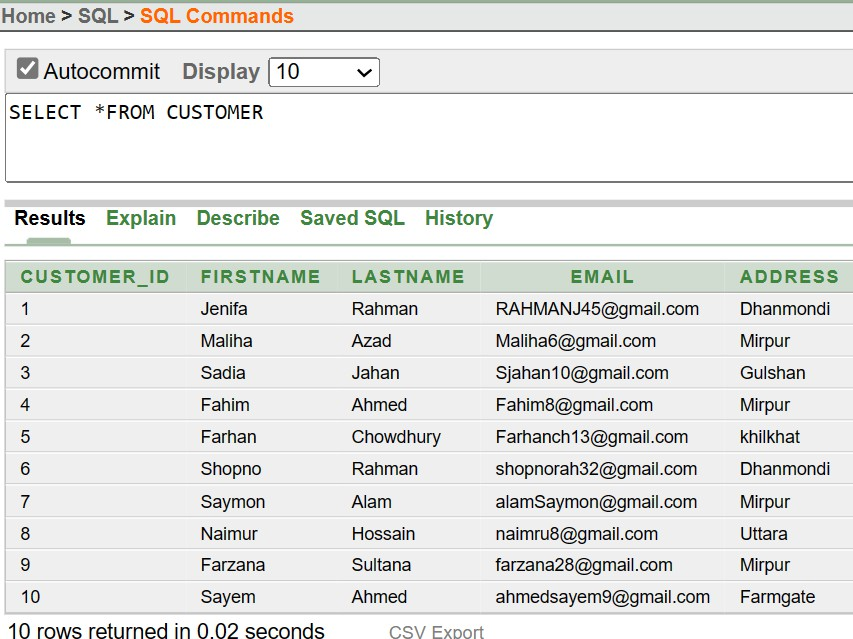 Home > SQL > SQL Commands
Autocommit Display 10
SELECT *FROM CUSTOMER
Results Explain Describe Saved SQL History
CUSTOMER_ID FIRSTNAME LASTNAME EMAIL ADDRESS
1 Jenifa Rahman RAHMANJ45@gmail.com Dhanmondi
2 Maliha Azad Maliha6@gmail.com Mirpur
3 Sadia Jahan Sjahan10@gmail.com Gulshan
4 Fahim Ahmed Fahim8@gmail.com Mirpur
5 Farhan Chowdhury Farhanch13@gmail.com khilkhat
6 Shopno Rahman shopnorah32@gmail.com Dhanmondi
7 Saymon Alam alamSaymon@gmail.com Mirpur
8 Naimur Hossain naimru8@gmail.com Uttara
9 Farzana Sultana farzana28@gmail.com Mirpur
10 Sayem Ahmed ahmedsayem9@gmail.com Farmgate
10 rows returned in 0.02 seconds CSV Export